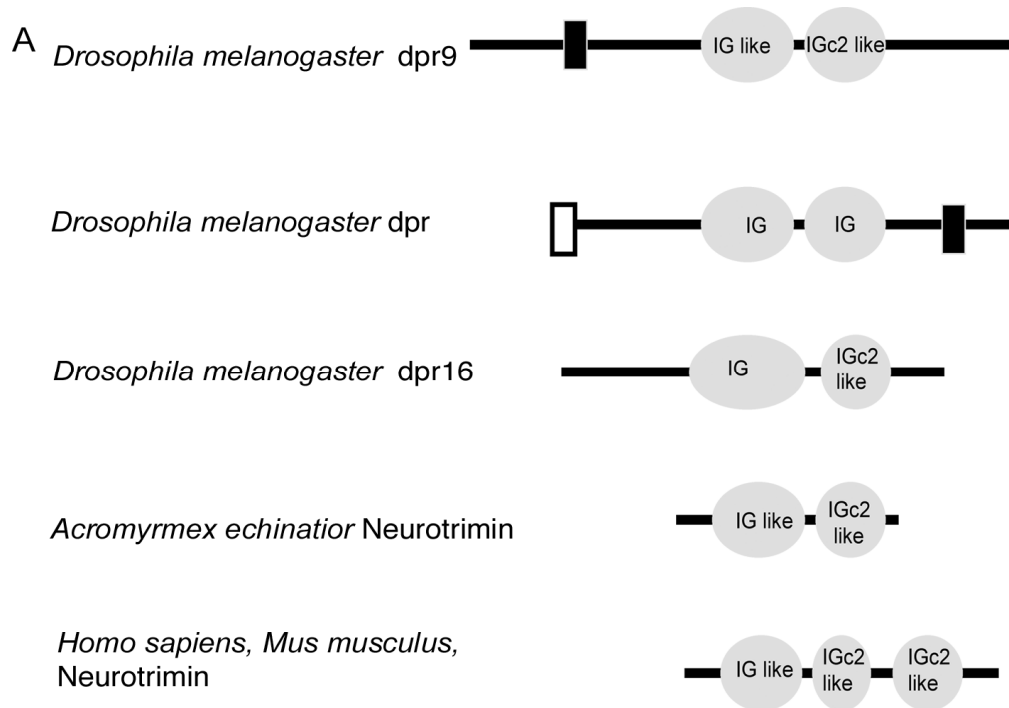 A
Drosophila melanogaster dpr9
IG like
IGc2 like
Drosophila melanogaster dpr
IG
IG
Drosophila melanogaster dpr16
IG
IGc2
like
Acromyrmex echinatior Neurotrimin
IG like
IGc2
like
Homo sapiens, Mus musculus,
Neurotrimin
IG like
IGc2
like
IGc2
like